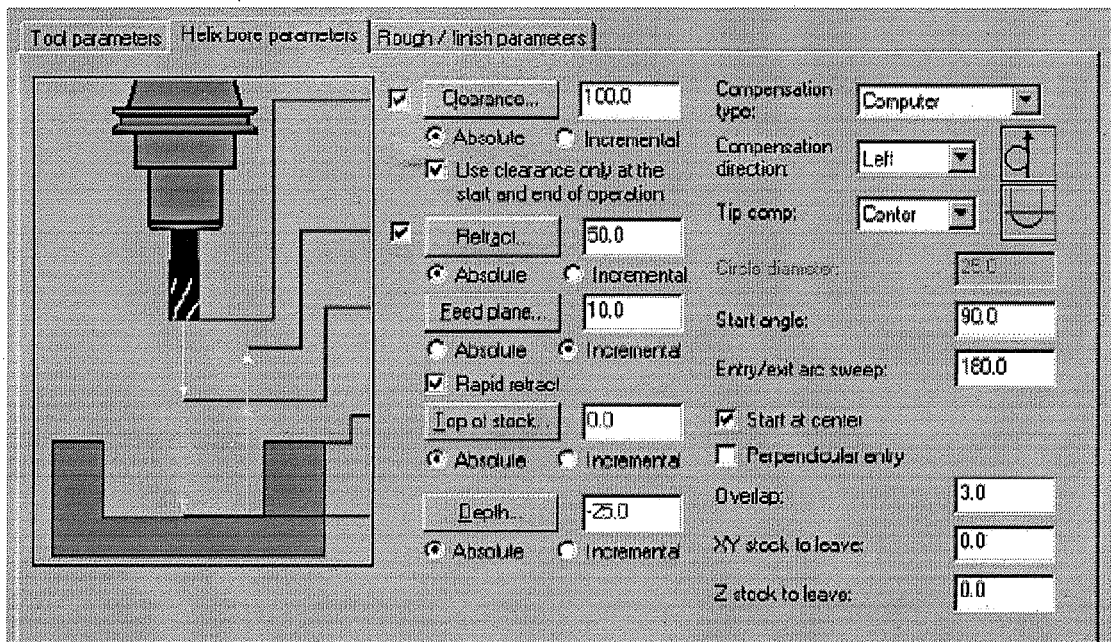 Tool parameters
Helix bore parameters
Rough / finish parameters
Clearance...
100.0
Absolute
Incremental
Use clearance only at the
start and end of operation
Retract...
50.0
Absolute
Incremental
Feed plane...
10.0
Absolute
Incremental
Rapid retract
Top of stock...
0.0
Absolute
Incremental
Depth...
-25.0
Absolute
Incremental
Compensation
type:
Computer
Compensation
direction:
Left
Tip comp:
Center
Circle diameter:
Start angle:
90.0
Entry/exit arc sweep:
180.0
Start at center
Perpendicular entry
Overlap:
3.0
XY stock to leave:
0.0
Z stock to leave:
0.0